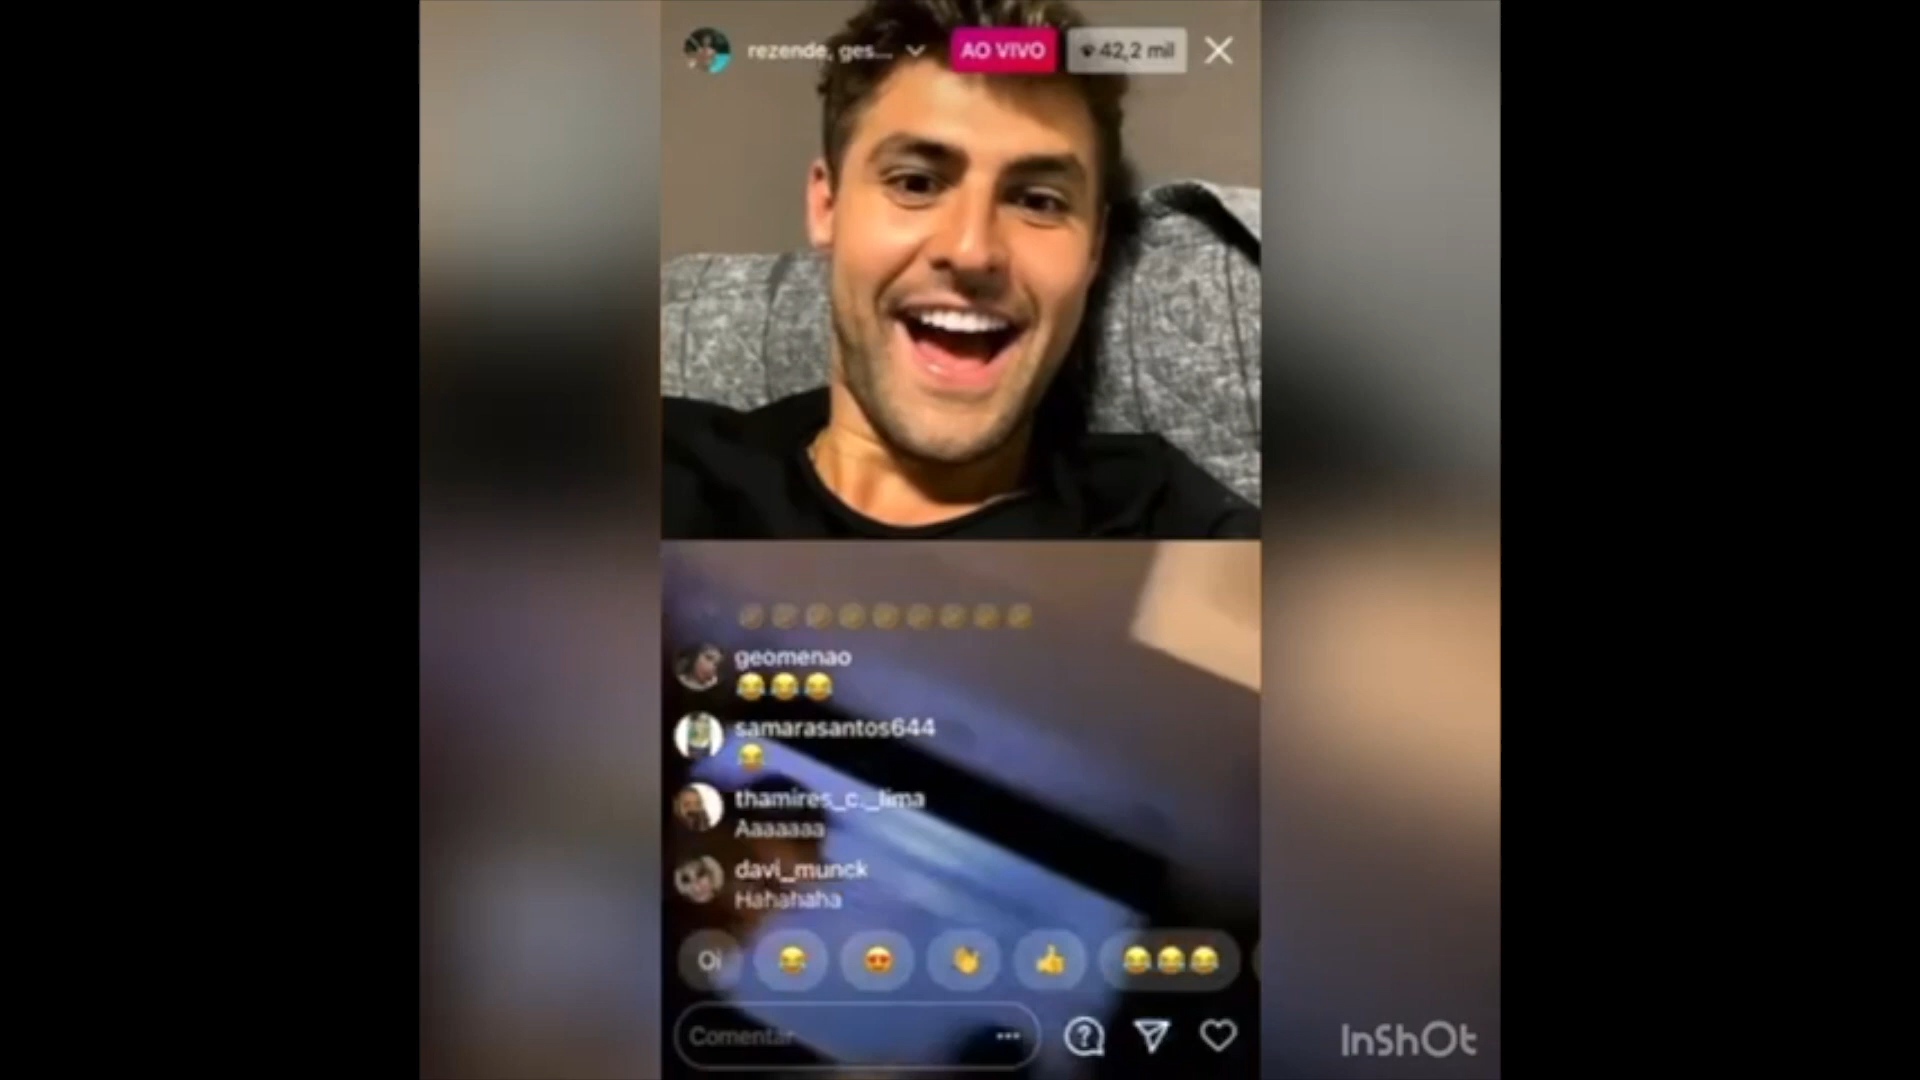 rezende, ges...
AO VIVO
42,2 mil
geomenao
😂😂😂
samarasantos644
😂
thamires_c._lima
Aaaaaaa
davi_munck
Hahahaha
Oi
Comentar
InShOt